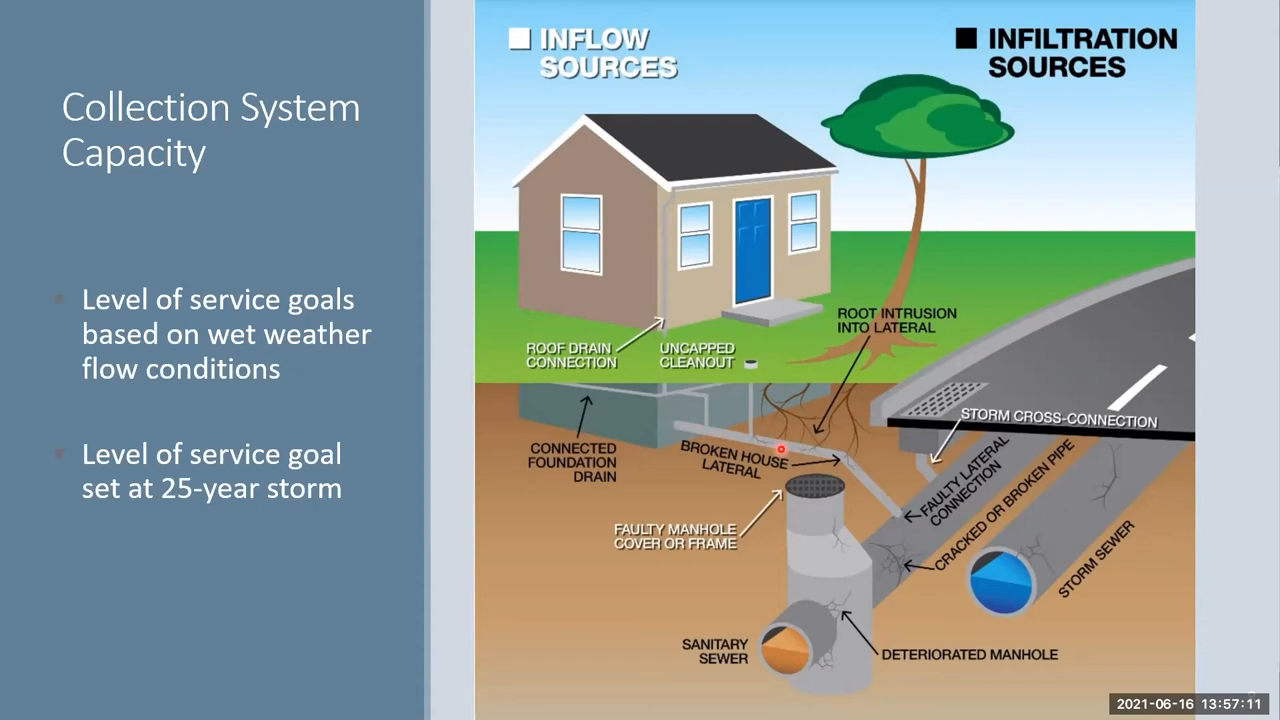 Collection System
Capacity
Level of service goals
based on wet weather
flow conditions
Level of service goal
set at 25-year storm
INFLOW
SOURCES
INFILTRATION
SOURCES
ROOT INTRUSION
INTO LATERAL
ROOF DRAIN
CONNECTION
UNCAPPED
CLEANOUT
STORM CROSS-CONNECTION
CONNECTED
FOUNDATION
DRAIN
BROKEN HOUSE
LATERAL
FAULTY LATERAL
CONNECTION
CRACKED OR BROKEN PIPE
FAULTY MANHOLE
COVER OR FRAME
STORM SEWER
SANITARY
SEWER
DETERIORATED MANHOLE
2021-06-16 13:57:11